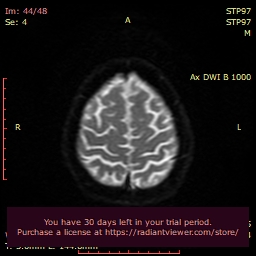 Im: 44/48
Se: 4
A
STP97
STP97
M
Ax DWI B 1000
R
L
You have 30 days left in your trial period.
Purchase a license at https://radiantviewer.com/store/